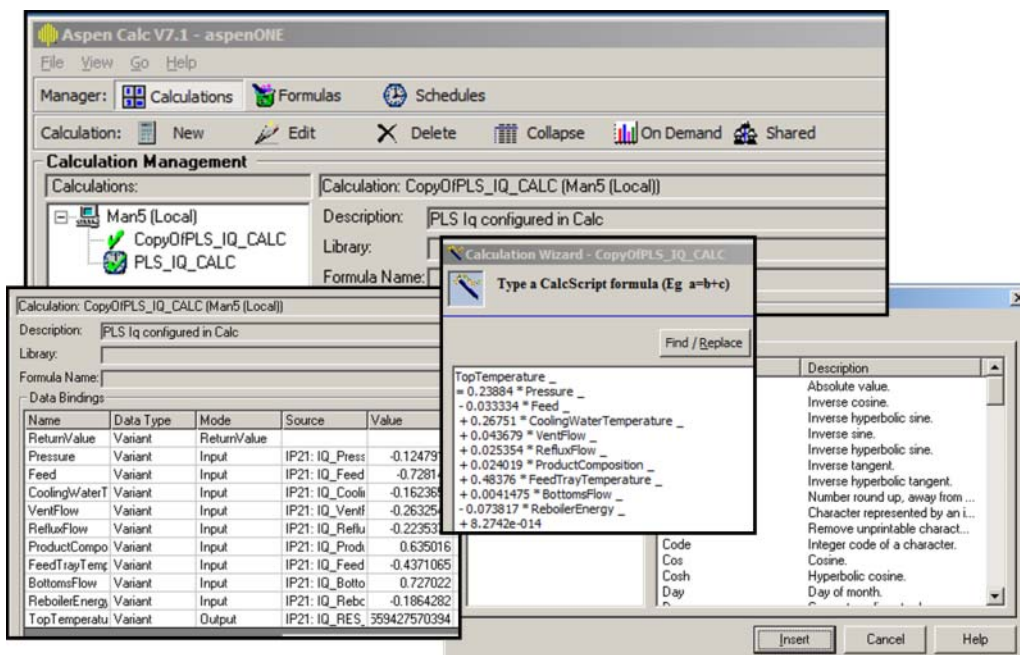 Aspen Calc V7.1 - aspenONE
File View Go Help
Manager: Calculations Formulas Schedules
Calculation: New Edit Delete Collapse On Demand Shared
Calculation Management
Calculations:
Man5 (Local)
CopyOfPLS_IQ_CALC
PLS_IQ_CALC
Calculation: CopyOfPLS_IQ_CALC (Man5 (Local))
Description: PLS Iq configured in Calc
Library:
Formula Name:
Calculation Wizard - CopyOfPLS_IQ_CALC
Type a CalcScript formula (Eg a=b+c)
Find / Replace
TopTemperature _
= 0.23884 * Pressure _
- 0.033334 * Feed _
+ 0.26751 * CoolingWaterTemperature _
+ 0.043679 * VentFlow _
+ 0.025354 * RefluxFlow _
+ 0.024019 * ProductComposition _
+ 0.48376 * FeedTrayTemperature _
+ 0.0041475 * BottomsFlow _
- 0.073817 * ReboilerEnergy _
+ 8.2742e-014
Calculation: CopyOfPLS_IQ_CALC (Man5 (Local))
Description: PLS Iq configured in Calc
Library:
Formula Name:
Data Bindings
Name Data Type Mode Source Value
ReturnValue Variant ReturnValue
Pressure Variant Input IP21: IQ_Press -0.12479
Feed Variant Input IP21: IQ_Feed -0.7281
CoolingWaterT Variant Input IP21: IQ_Cooli -0.16236
VentFlow Variant Input IP21: IQ_Ventf -0.26325
RefluxFlow Variant Input IP21: IQ_Reflu -0.22353
ProductCompo Variant Input IP21: IQ_Prod 0.635016
FeedTrayTemp Variant Input IP21: IQ_Feed -0.4371065
BottomsFlow Variant Input IP21: IQ_Botto 0.727022
ReboilerEnergy Variant Input IP21: IQ_Rebc -0.1864282
TopTemperatu Variant Output IP21: IQ_RES_ 559427570394
Description
Absolute value.
Inverse cosine.
Inverse hyperbolic sine.
Inverse sine.
Inverse hyperbolic sine.
Inverse tangent.
Inverse hyperbolic tangent.
Number round up, away from ...
Character represented by an i...
Remove unprintable charact...
Code Integer code of a character.
Cos Cosine.
Cosh Hyperbolic cosine.
Day Day of month.
Insert Cancel Help